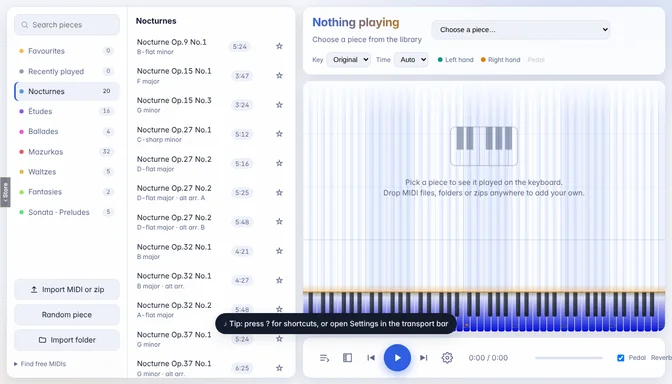 Search pieces
Favourites 0
Recently played 0
Nocturnes 20
Études 16
Ballades 4
Mazurkas 32
Waltzes 5
Fantasies 2
Sonata · Preludes 5
‹ Store
Import MIDI or zip
Random piece
Import folder
Find free MIDIs
Nocturnes
Nocturne Op.9 No.1
B-flat minor
5:24
Nocturne Op.15 No.1
F major
3:47
Nocturne Op.15 No.3
G minor
3:24
Nocturne Op.27 No.1
C-sharp minor
5:12
Nocturne Op.27 No.2
D-flat major
5:16
Nocturne Op.27 No.2
D-flat major · alt arr. A
5:25
Nocturne Op.27 No.2
D-flat major · alt arr. B
5:48
Nocturne Op.32 No.1
B major
4:21
Nocturne Op.32 No.1
B major · alt arr.
4:27
Nocturne Op.32 No.2
A-flat major
5:48
Nocturne Op.37 No.1
G minor
5:24
Nocturne Op.37 No.1
G minor · alt arr.
6:25
Nothing playing
Choose a piece from the library
Choose a piece...
Key Original Time Auto Left hand Right hand Pedal
Pick a piece to see it played on the keyboard.
Drop MIDI files, folders or zips anywhere to add your own.
♪ Tip: press ? for shortcuts, or open Settings in the transport bar
0:00 / 0:00
Pedal Reverb